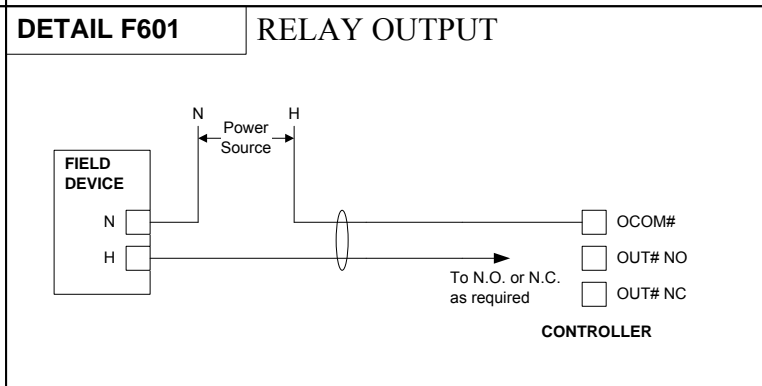 DETAIL F601
RELAY OUTPUT
N
H
Power
Source
FIELD
DEVICE
N
H
OCOM#
OUT# NO
OUT# NC
To N.O. or N.C.
as required
CONTROLLER